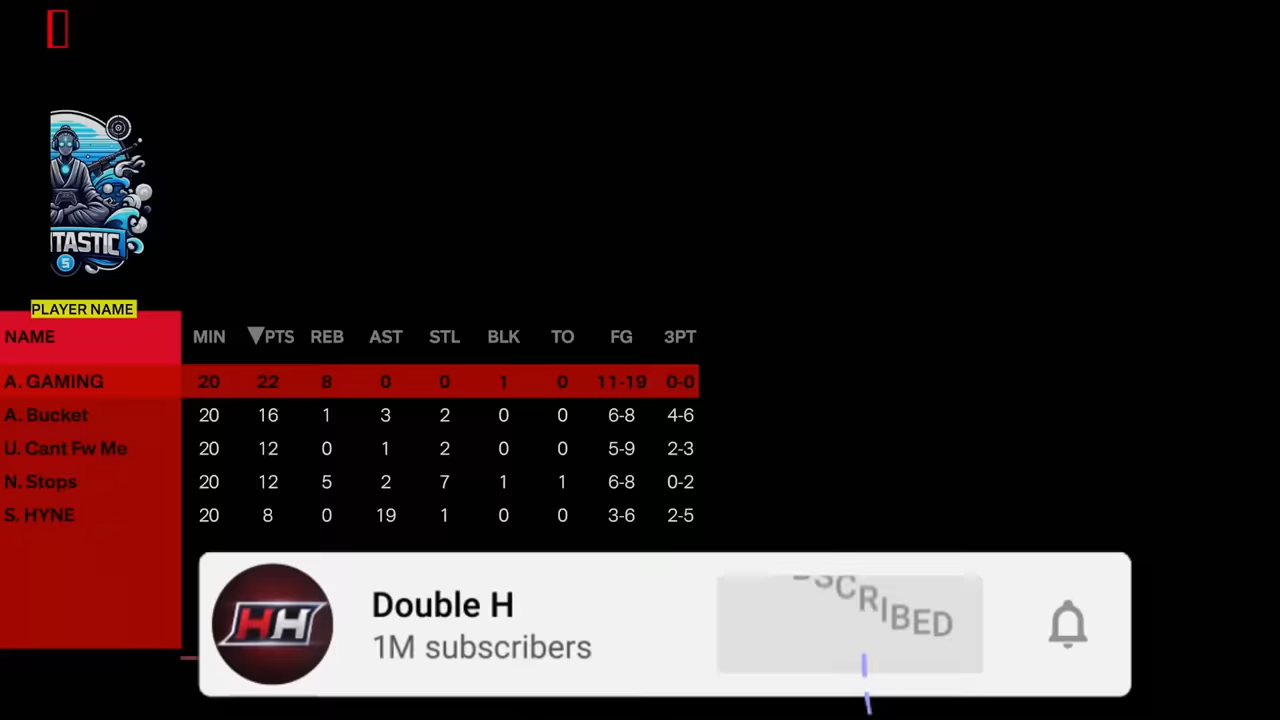 TASTIC
5
PLAYER NAME
NAME MIN ▼PTS REB AST STL BLK TO FG 3PT
A. GAMING 20 22 8 0 0 1 0 11-19 0-0
A. Bucket 20 16 1 3 2 0 0 6-8 4-6
U. Cant Fw Me 20 12 0 1 2 0 0 5-9 2-3
N. Stops 20 12 5 2 7 1 1 6-8 0-2
S. HYNE 20 8 0 19 1 0 0 3-6 2-5
HH
Double H
1M subscribers
SCRIBED